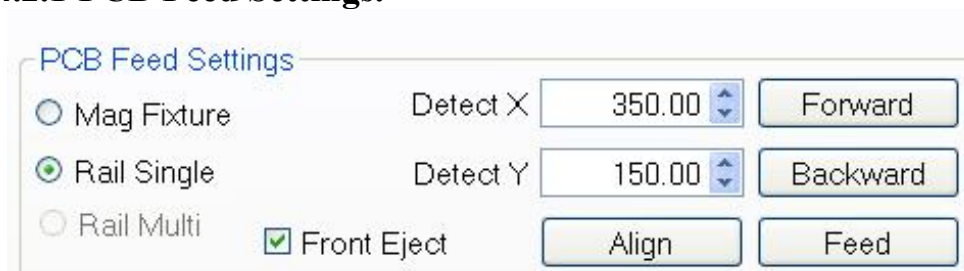 PCB Feed Settings
Mag Fixture Detect X 350.00 Forward
Rail Single Detect Y 150.00 Backward
Rail Multi Front Eject Align Feed